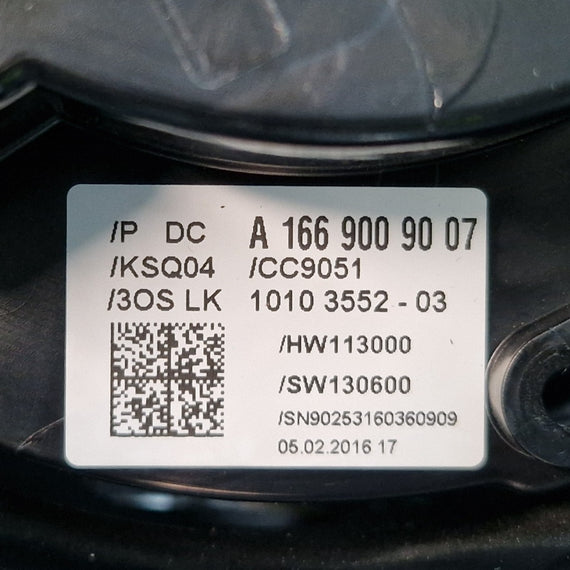 /P DC A 166 900 90 07
/KSQ04 /CC9051
/3OS LK 1010 3552 - 03
/HW113000
/SW130600
/SN90253160360909
05.02.2016 17